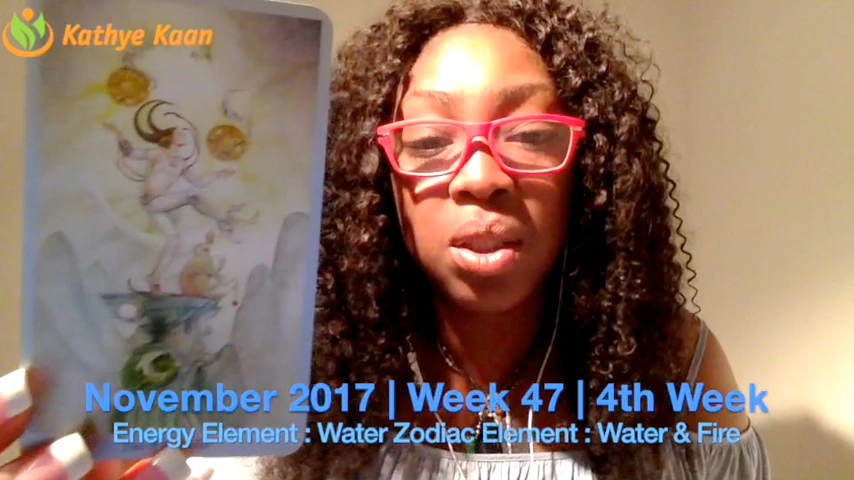 Kathye Kaan
November 2017 | Week 47 | 4th Week
Energy Element : Water Zodiac Element : Water & Fire